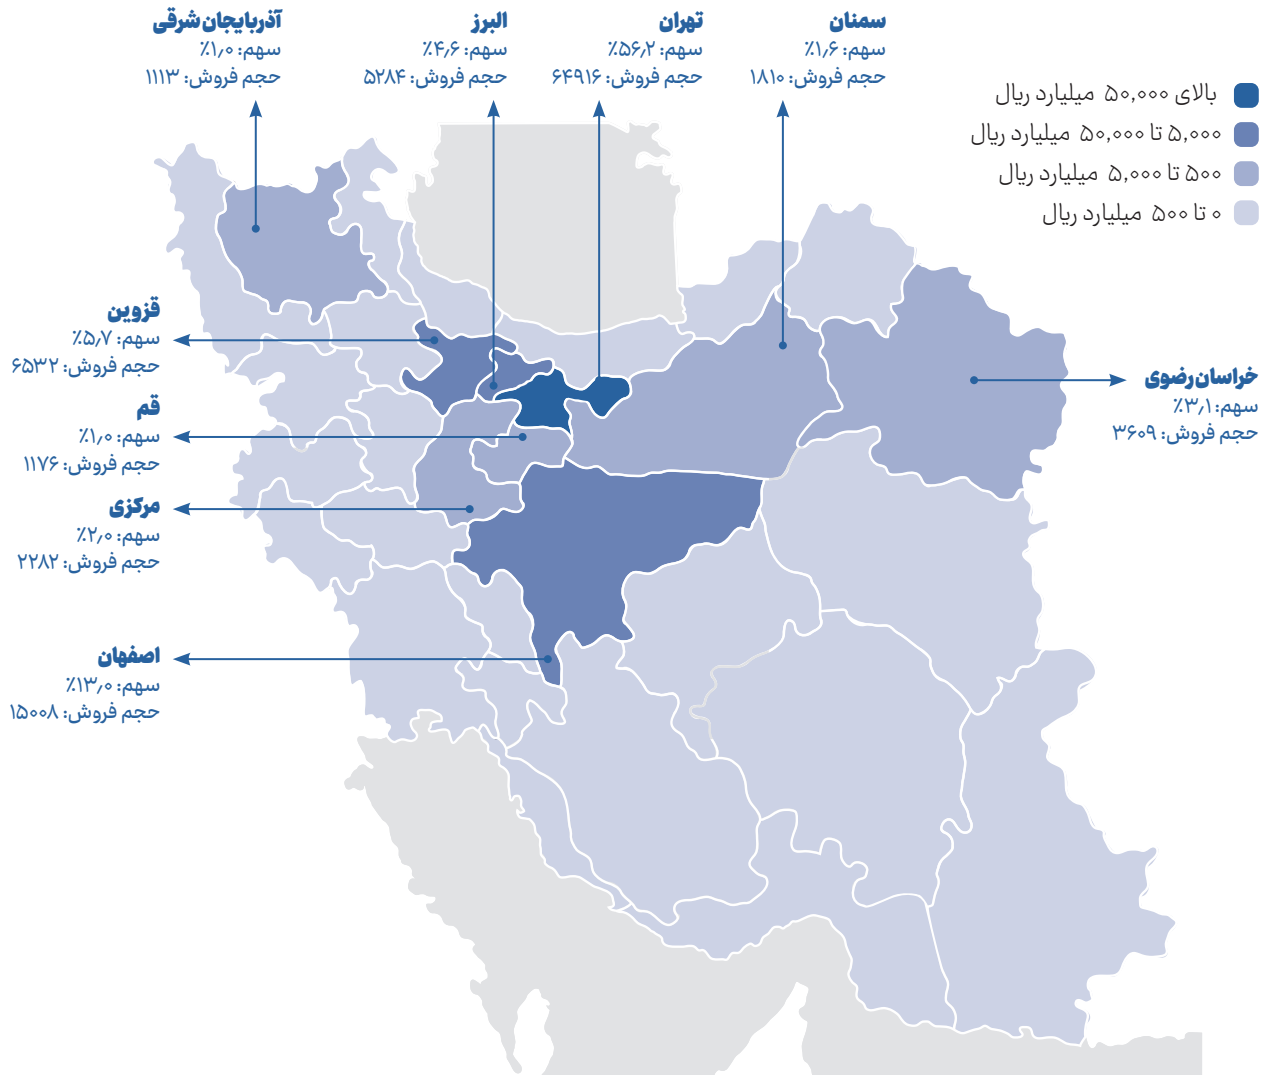 آذربایجان شرقی
سهم: ۱٫۰٪
حجم فروش: ۱۱۱۳
البرز
سهم: ۴٫۶٪
حجم فروش: ۵۲۸۴
تهران
سهم: ۵۶٫۲٪
حجم فروش: ۶۴۹۱۶
سمنان
سهم: ۱٫۶٪
حجم فروش: ۱۸۱۰
بالای ۵۰,۰۰۰ میلیارد ریال
۵,۰۰۰ تا ۵۰,۰۰۰ میلیارد ریال
۵۰۰ تا ۵,۰۰۰ میلیارد ریال
۰ تا ۵۰۰ میلیارد ریال
قزوین
سهم: ۵٫۷٪
حجم فروش: ۶۵۳۲
خراسان رضوی
سهم: ۳٫۱٪
حجم فروش: ۳۶۰۹
قم
سهم: ۱٫۰٪
حجم فروش: ۱۱۷۶
مرکزی
سهم: ۲٫۰٪
حجم فروش: ۲۲۸۲
اصفهان
سهم: ۱۳٫۰٪
حجم فروش: ۱۵۰۰۸